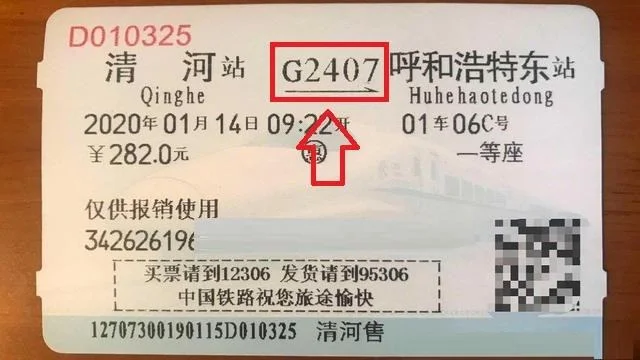 D010325
清河站 G2407 呼和浩特东站
Qinghe Huhehaotedong
2020年01月14日09:22开 01车06C号
￥282.0元 惠 一等座
仅供报销使用
342626196
买票请到12306 发货请到95306
中国铁路祝您旅途愉快
12707300190115D010325 清河售